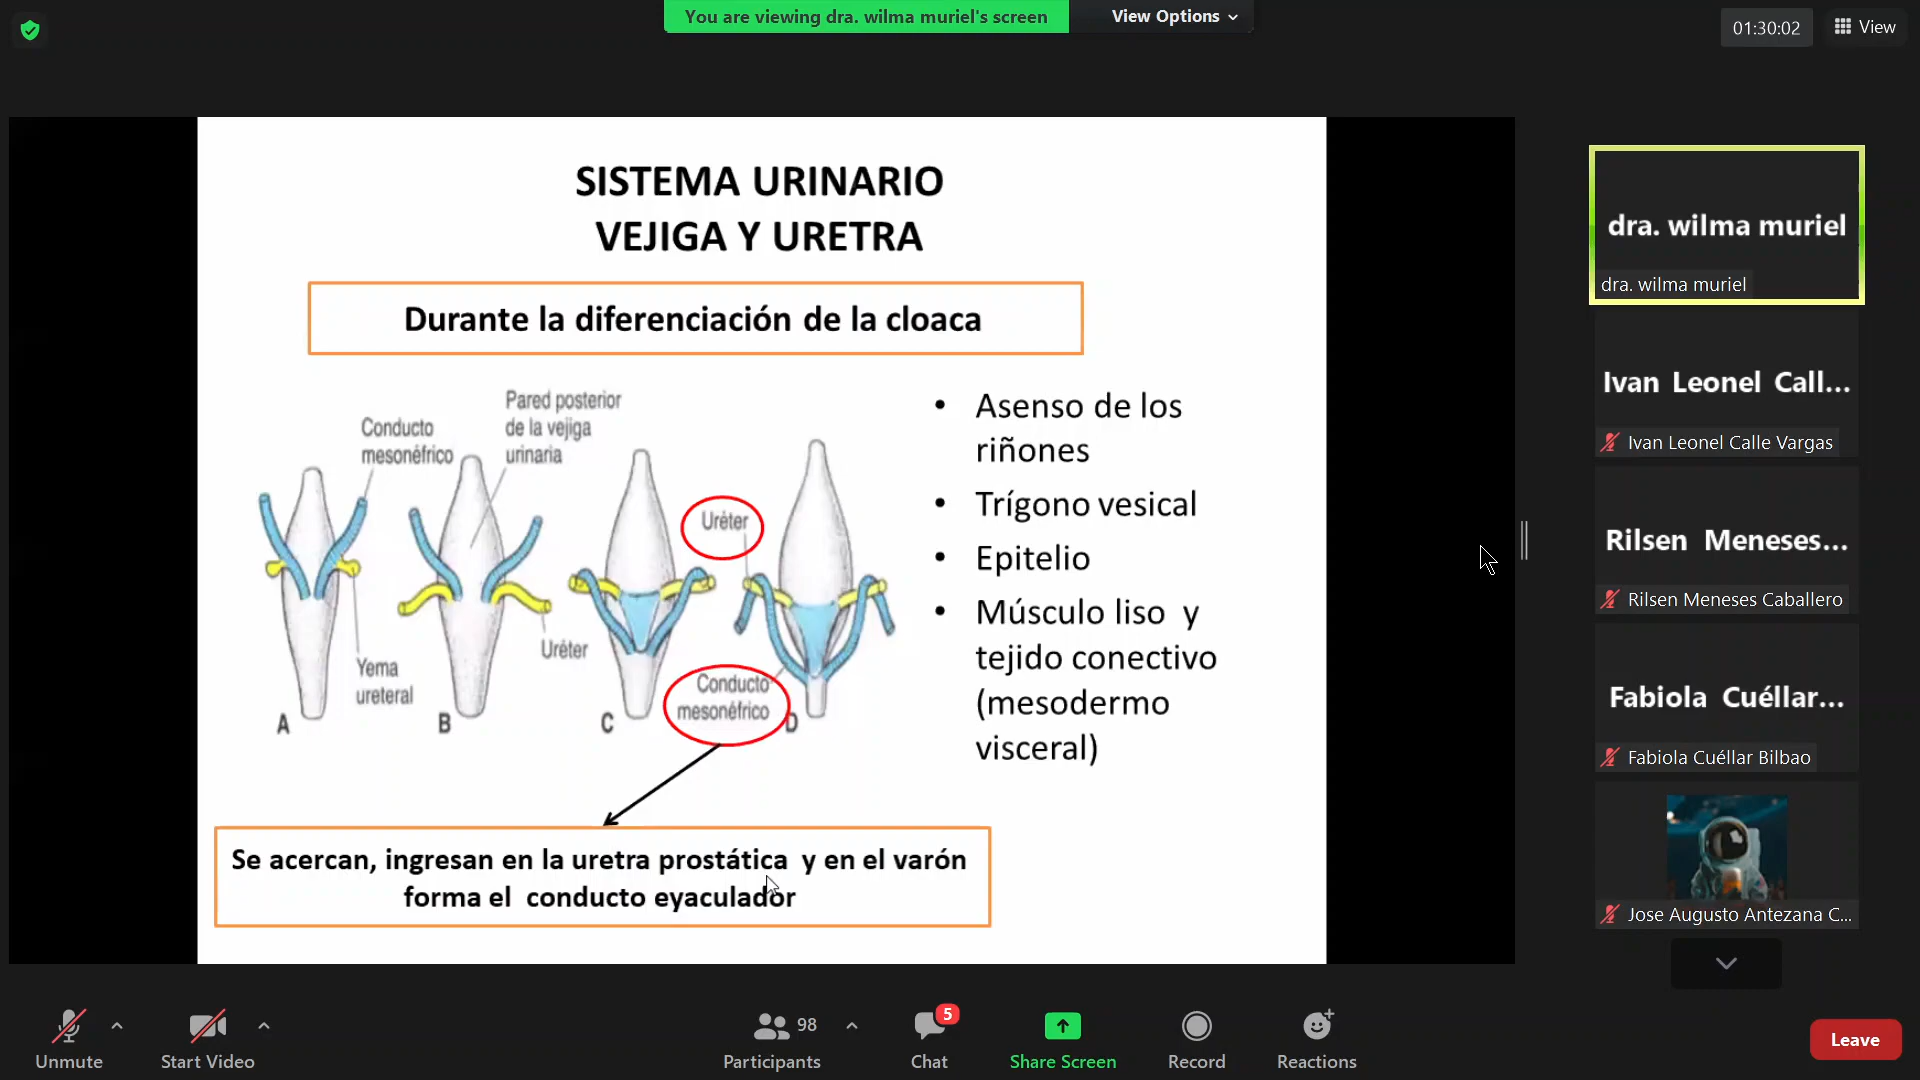 You are viewing dra. wilma muriel's screen
View Options
01:30:02
View
SISTEMA URINARIO
VEJIGA Y URETRA
Durante la diferenciación de la cloaca
Conducto
mesonéfrico
Pared posterior
de la vejiga
urinaria
Uréter
Yema
ureteral
Uréter
Conducto
mesonéfrico
A
B
C
D
• Asenso de los
riñones
• Trígono vesical
• Epitelio
• Músculo liso y
tejido conectivo
(mesodermo
visceral)
Se acercan, ingresan en la uretra prostática y en el varón
forma el conducto eyaculador
dra. wilma muriel
dra. wilma muriel
Ivan Leonel Call...
Ivan Leonel Calle Vargas
Rilsen Meneses...
Rilsen Meneses Caballero
Fabiola Cuéllar...
Fabiola Cuéllar Bilbao
Jose Augusto Antezana C...
Unmute
Start Video
98
Participants
5
Chat
Share Screen
Record
Reactions
Leave